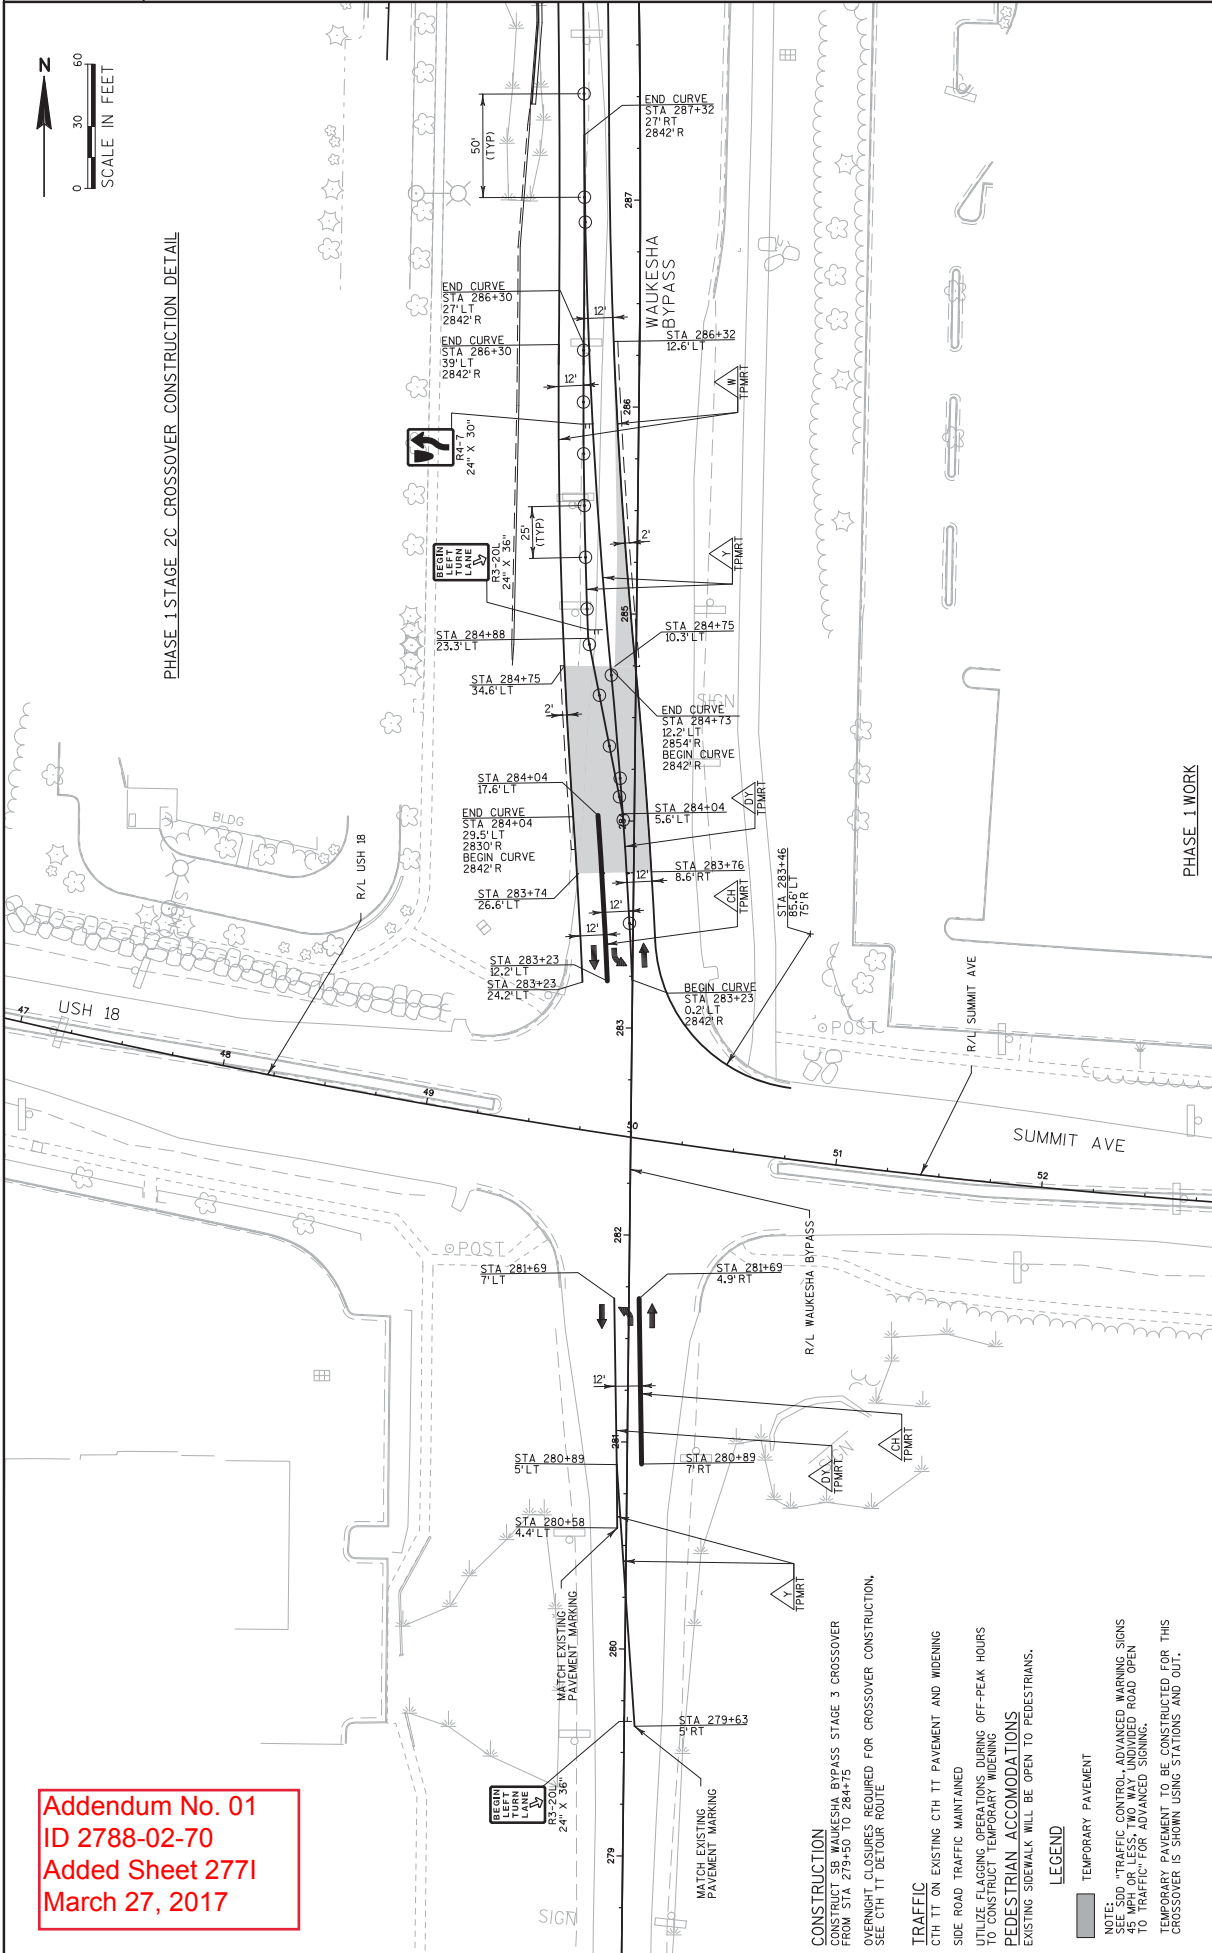 N
0 30 60
SCALE IN FEET
PHASE 1 STAGE 2C CROSSOVER CONSTRUCTION DETAIL
50'
(TYP)
END CURVE
STA 287+32
27' RT
2842' R
287
WAUKESHA
BYPASS
END CURVE
STA 286+30
27' LT
2842' R
END CURVE
STA 286+30
39' LT
2842' R
12'
STA 286+32
12.6' LT
12'
W
TPMRT
286
R4-7
24" X 30"
25'
(TYP)
2'
BEGIN
LEFT
TURN
LANE
R3-20L
24" X 36"
Y
TPMRT
285
STA 284+88
23.3' LT
STA 284+75
10.3' LT
STA 284+75
34.6' LT
2'
SIGN
END CURVE
STA 284+73
12.2' LT
2854' R
BEGIN CURVE
2842' R
STA 284+04
17.6' LT
DY
TPMRT
STA 284+04
5.6' LT
END CURVE
STA 284+04
29.5' LT
2830' R
BEGIN CURVE
2842' R
284
BLDG
R/L USH 18
SIGN
STA 283+76
8.6' RT
12'
STA 283+74
26.6' LT
CH
TPMRT
STA 283+46
85.6' LT
75' R
12'
12'
STA 283+23
12.2' LT
STA 283+23
24.2' LT
BEGIN CURVE
STA 283+23
0.2' LT
2842' R
283
POST
R/L SUMMIT AVE
PHASE 1 WORK
47
USH 18
48
49
50
51
52
SUMMIT AVE
282
POST
STA 281+69
7' LT
STA 281+69
4.9' RT
R/L WAUKESHA BYPASS
12'
281
STA 280+89
5' LT
STA 280+89
7' RT
CH
TPMRT
DY
TPMRT
SIGN
STA 280+58
4.4' LT
MATCH EXISTING
PAVEMENT MARKING
Y
TPMRT
280
STA 279+63
5' RT
BEGIN
LEFT
TURN
LANE
R3-20L
24" X 36"
MATCH EXISTING
PAVEMENT MARKING
279
SIGN
CONSTRUCTION
CONSTRUCT SB WAUKESHA BYPASS STAGE 3 CROSSOVER
FROM STA 279+50 TO 284+75
OVERNIGHT CLOSURES REQUIRED FOR CROSSOVER CONSTRUCTION,
SEE CTH TT DETOUR ROUTE
TRAFFIC
CTH TT ON EXISTING CTH TT PAVEMENT AND WIDENING
SIDE ROAD TRAFFIC MAINTAINED
UTILIZE FLAGGING OPERATIONS DURING OFF-PEAK HOURS
TO CONSTRUCT TEMPORARY WIDENING
PEDESTRIAN ACCOMODATIONS
EXISTING SIDEWALK WILL BE OPEN TO PEDESTRIANS.
LEGEND
TEMPORARY PAVEMENT
NOTE:
SEE SDD "TRAFFIC CONTROL, ADVANCED WARNING SIGNS
45 MPH OR LESS, TWO WAY UNDIVIDED ROAD OPEN
TO TRAFFIC" FOR ADVANCED SIGNING.
TEMPORARY PAVEMENT TO BE CONSTRUCTED FOR THIS
CROSSOVER IS SHOWN USING STATIONS AND OUT.
Addendum No. 01
ID 2788-02-70
Added Sheet 277I
March 27, 2017